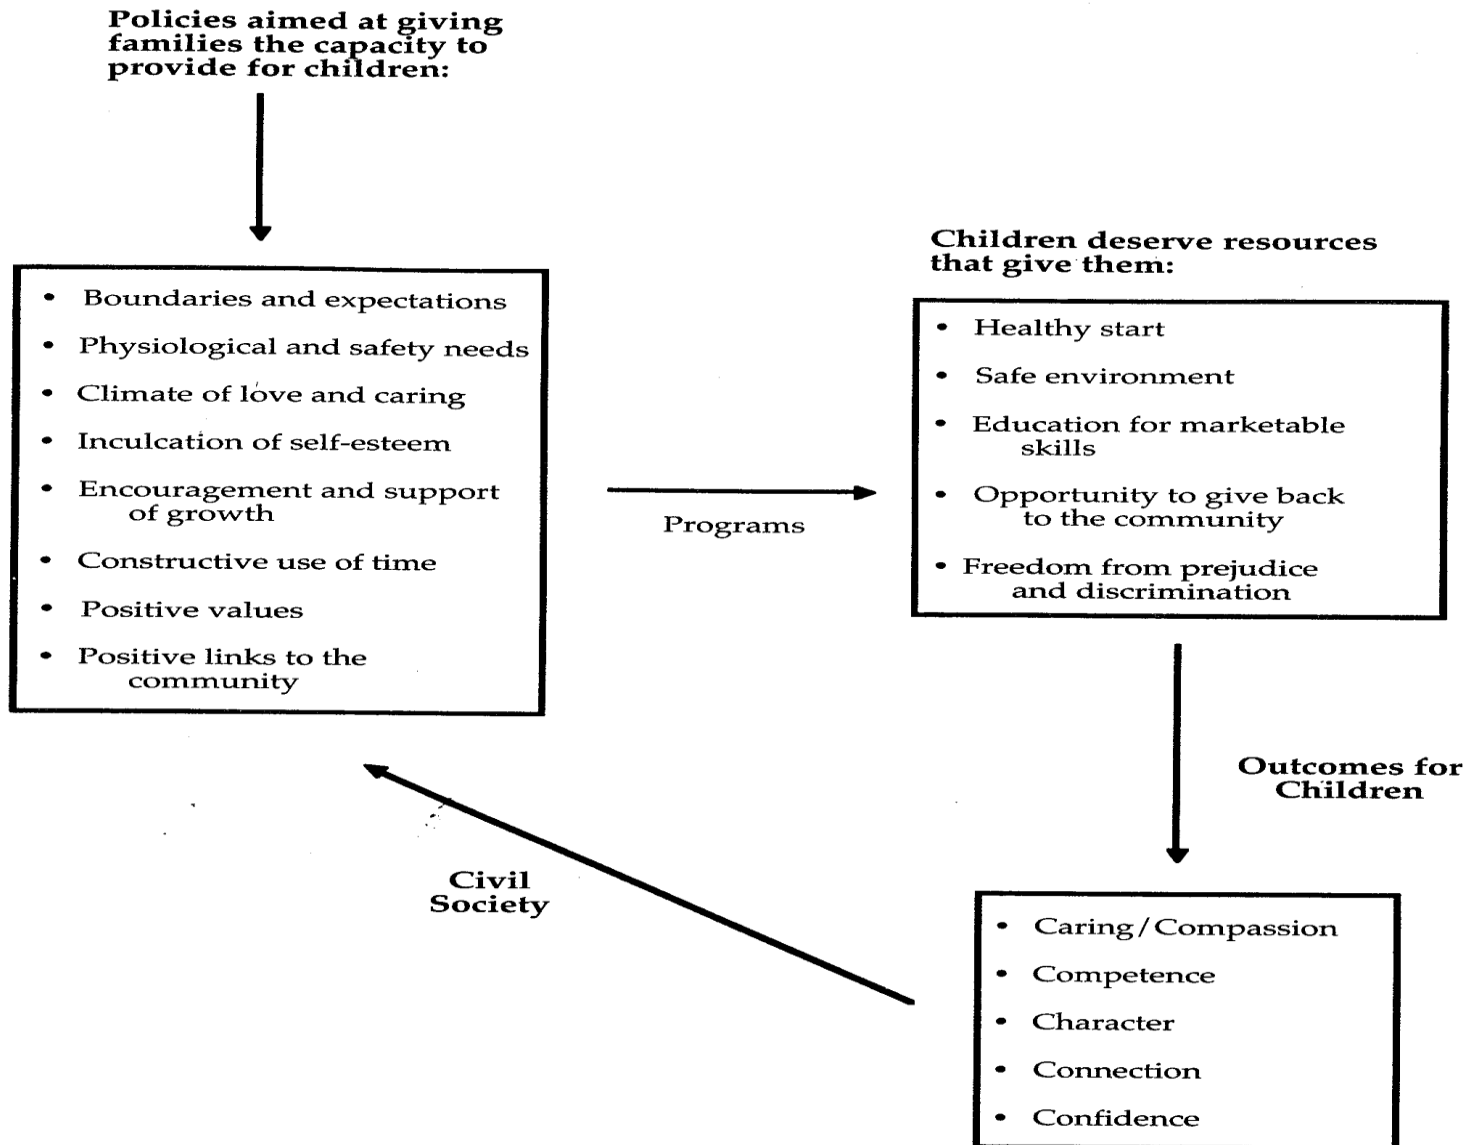 Policies aimed at giving
families the capacity to
provide for children:
• Boundaries and expectations
• Physiological and safety needs
• Climate of love and caring
• Inculcation of self-esteem
• Encouragement and support
of growth
• Constructive use of time
• Positive values
• Positive links to the
community
Programs
Children deserve resources
that give them:
• Healthy start
• Safe environment
• Education for marketable
skills
• Opportunity to give back
to the community
• Freedom from prejudice
and discrimination
Outcomes for
Children
• Caring/Compassion
• Competence
• Character
• Connection
• Confidence
Civil
Society